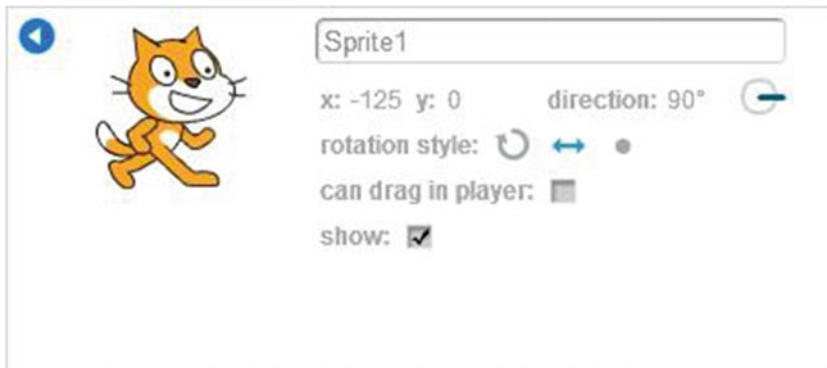 Sprite1
x: -125 y: 0 direction: 90°
rotation style:
can drag in player:
show: